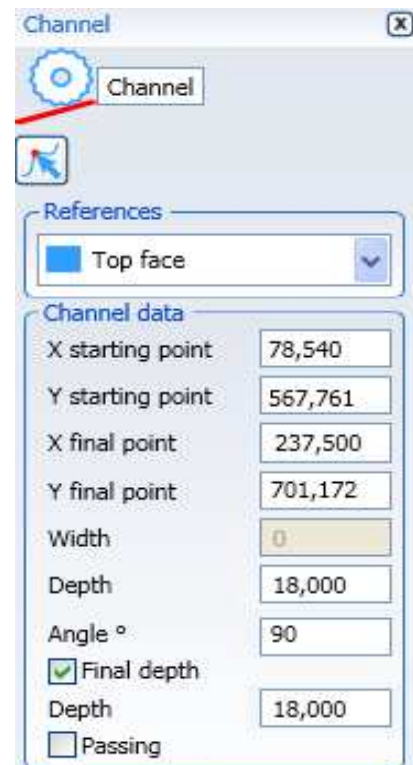 Channel
Channel
References
Top face
Channel data
X starting point 78,540
Y starting point 567,761
X final point 237,500
Y final point 701,172
Width 0
Depth 18,000
Angle ° 90
Final depth
Depth 18,000
Passing